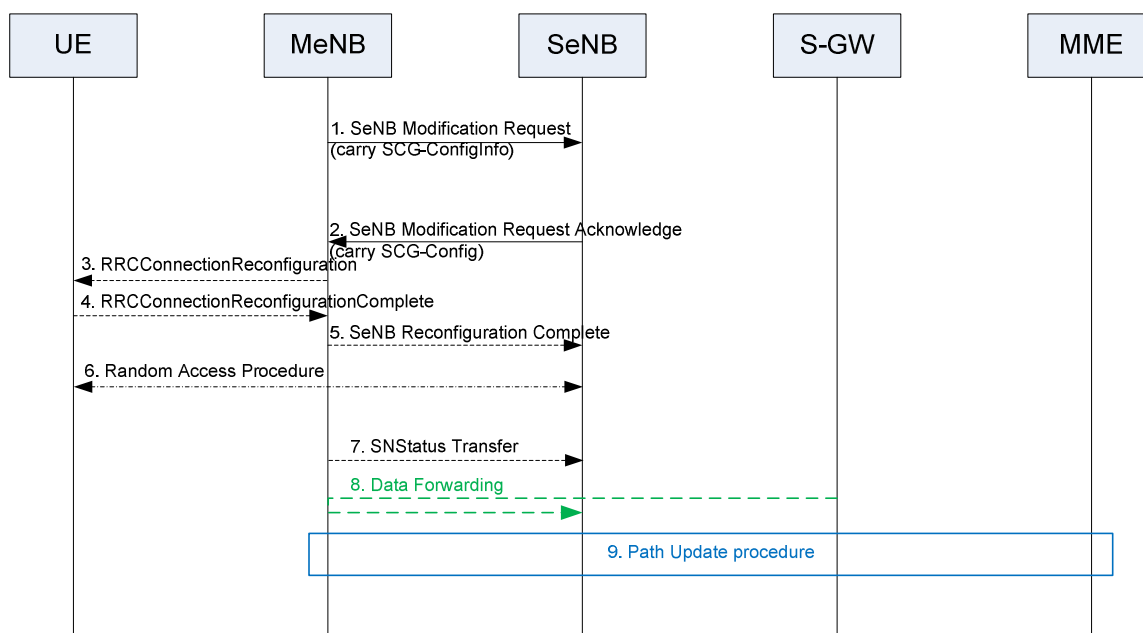 UE
MeNB
SeNB
S-GW
MME
1. SeNB Modification Request
(carry SCG-ConfigInfo)
2. SeNB Modification Request Acknowledge
(carry SCG-Config)
3. RRCConnectionReconfiguration
4. RRCConnectionReconfigurationComplete
5. SeNB Reconfiguration Complete
6. Random Access Procedure
7. SNStatus Transfer
8. Data Forwarding
9. Path Update procedure